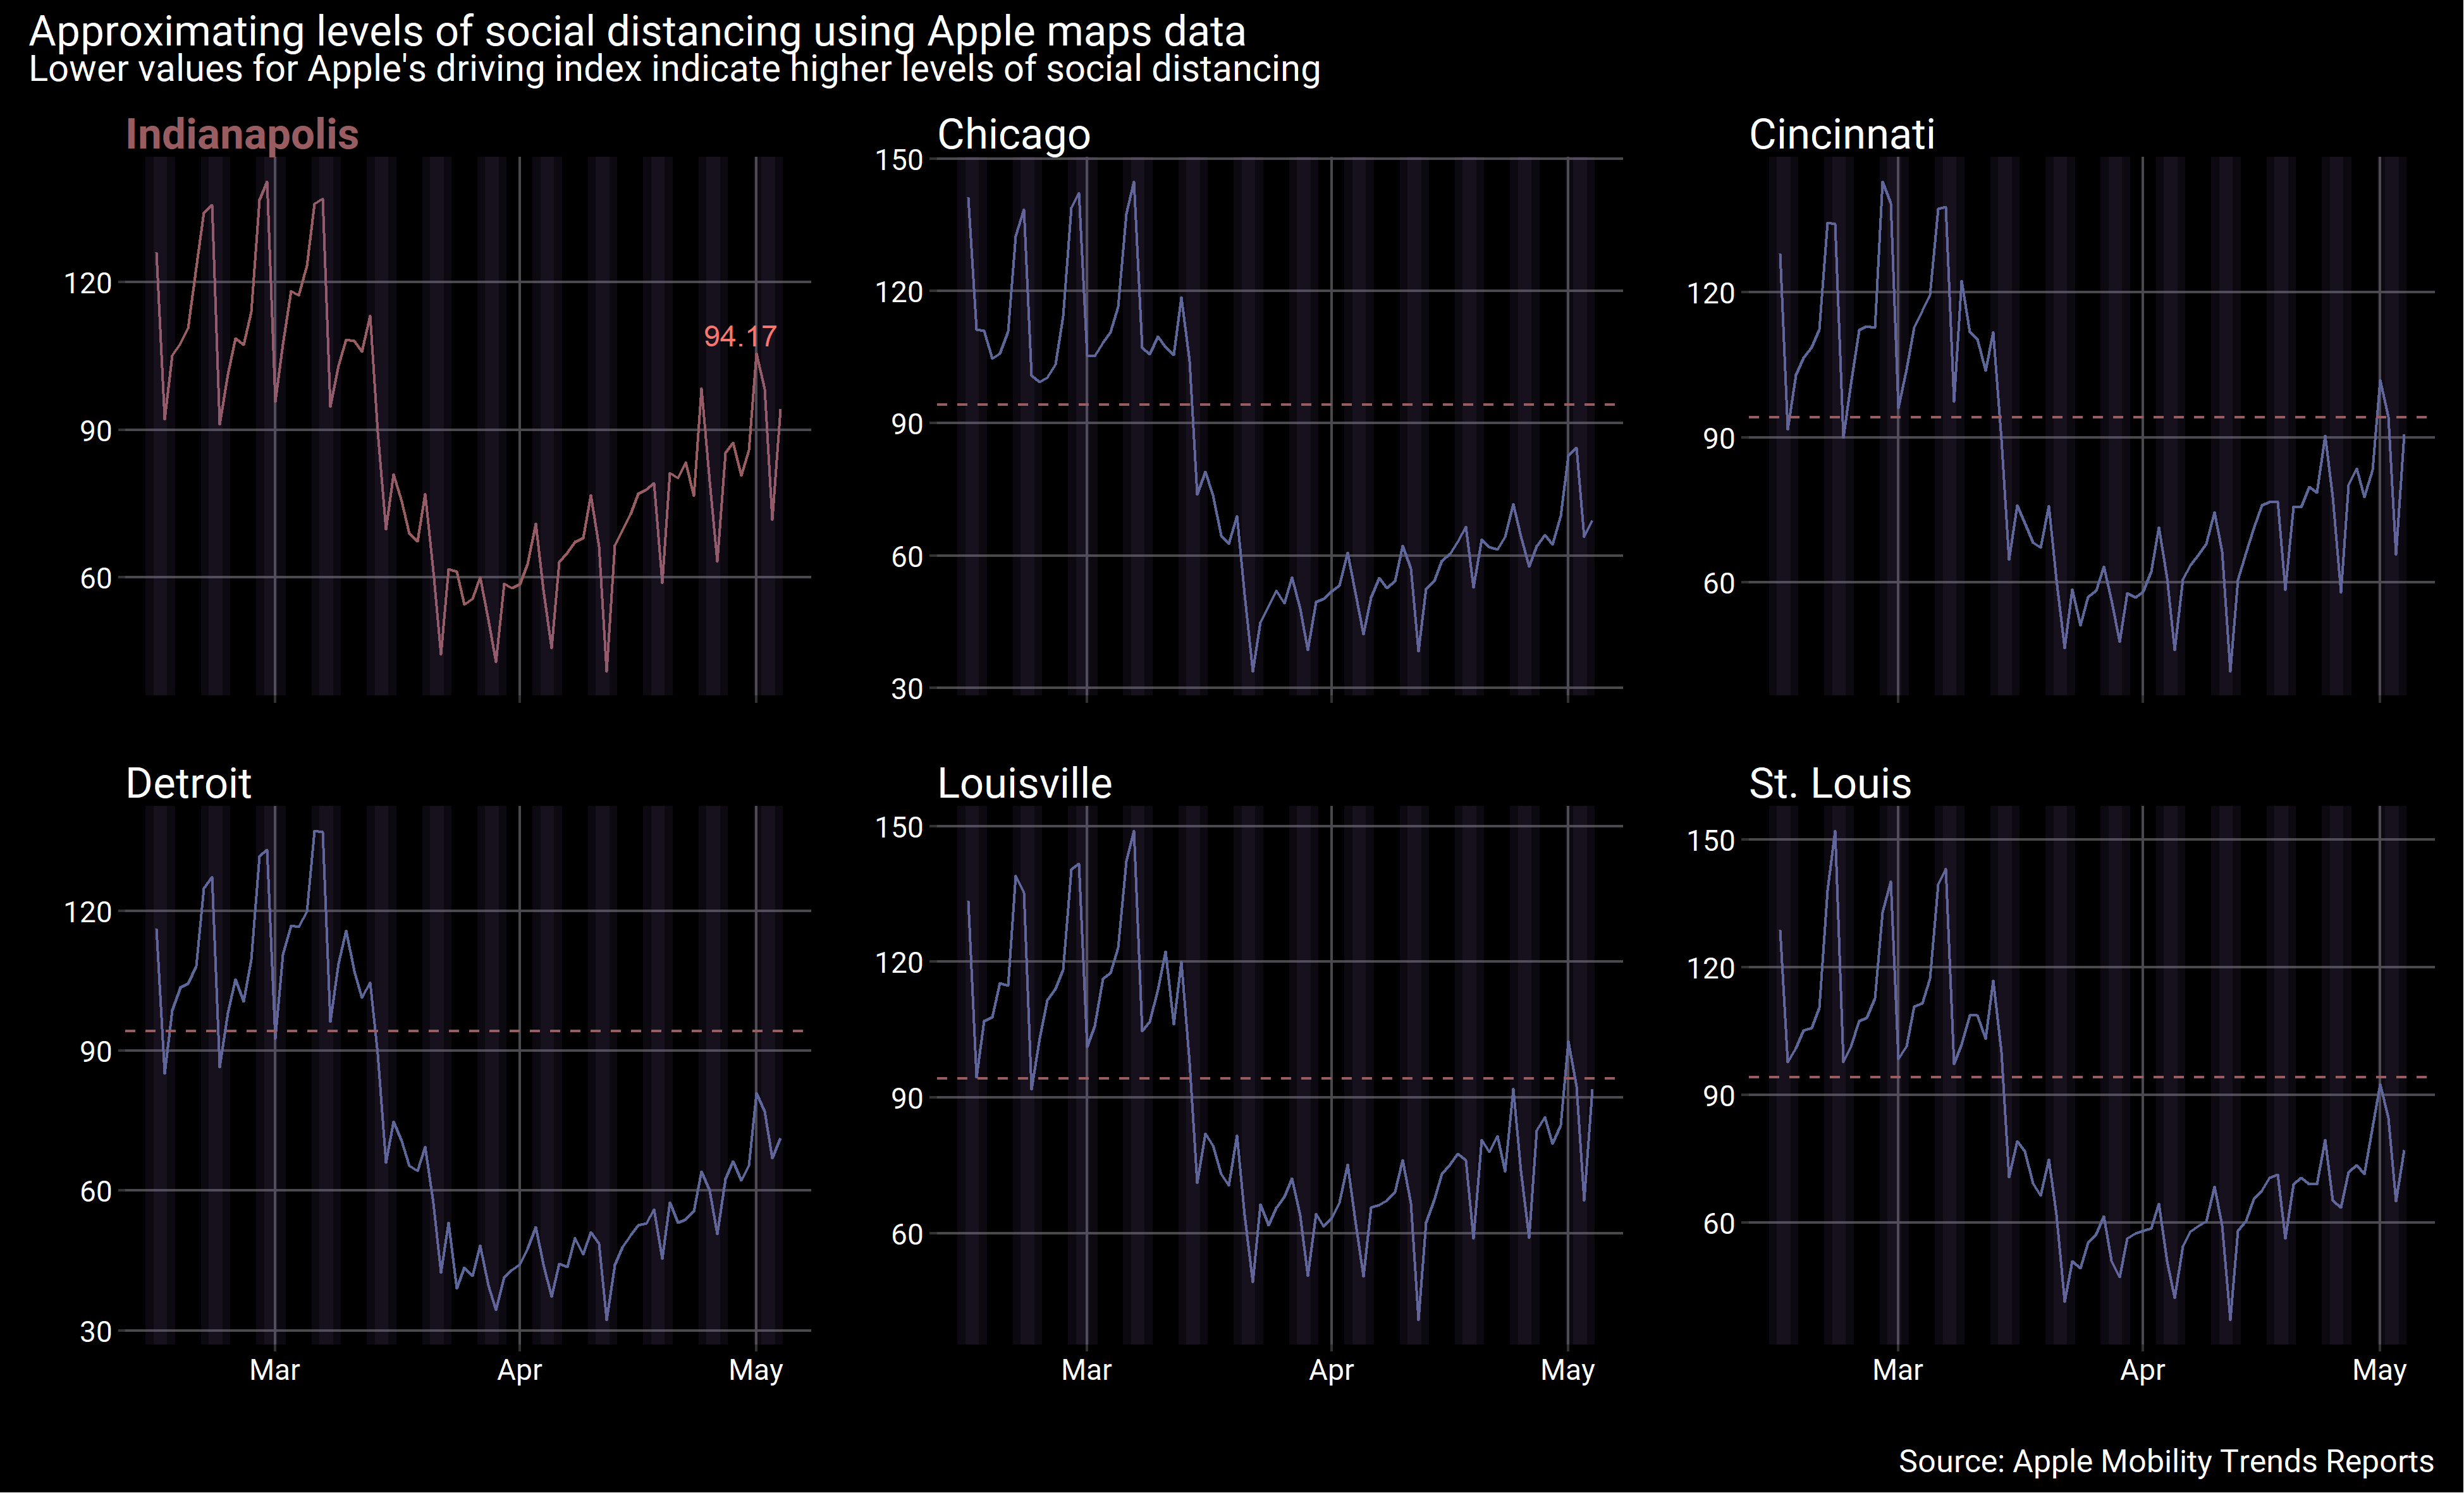 Approximating levels of social distancing using Apple maps data
Lower values for Apple's driving index indicate higher levels of social distancing
Indianapolis
120
90
60
94.17
Chicago
150
120
90
60
30
Cincinnati
120
90
60
Detroit
120
90
60
30
Mar Apr May
Louisville
150
120
90
60
Mar Apr May
St. Louis
150
120
90
60
Mar Apr May
Source: Apple Mobility Trends Reports